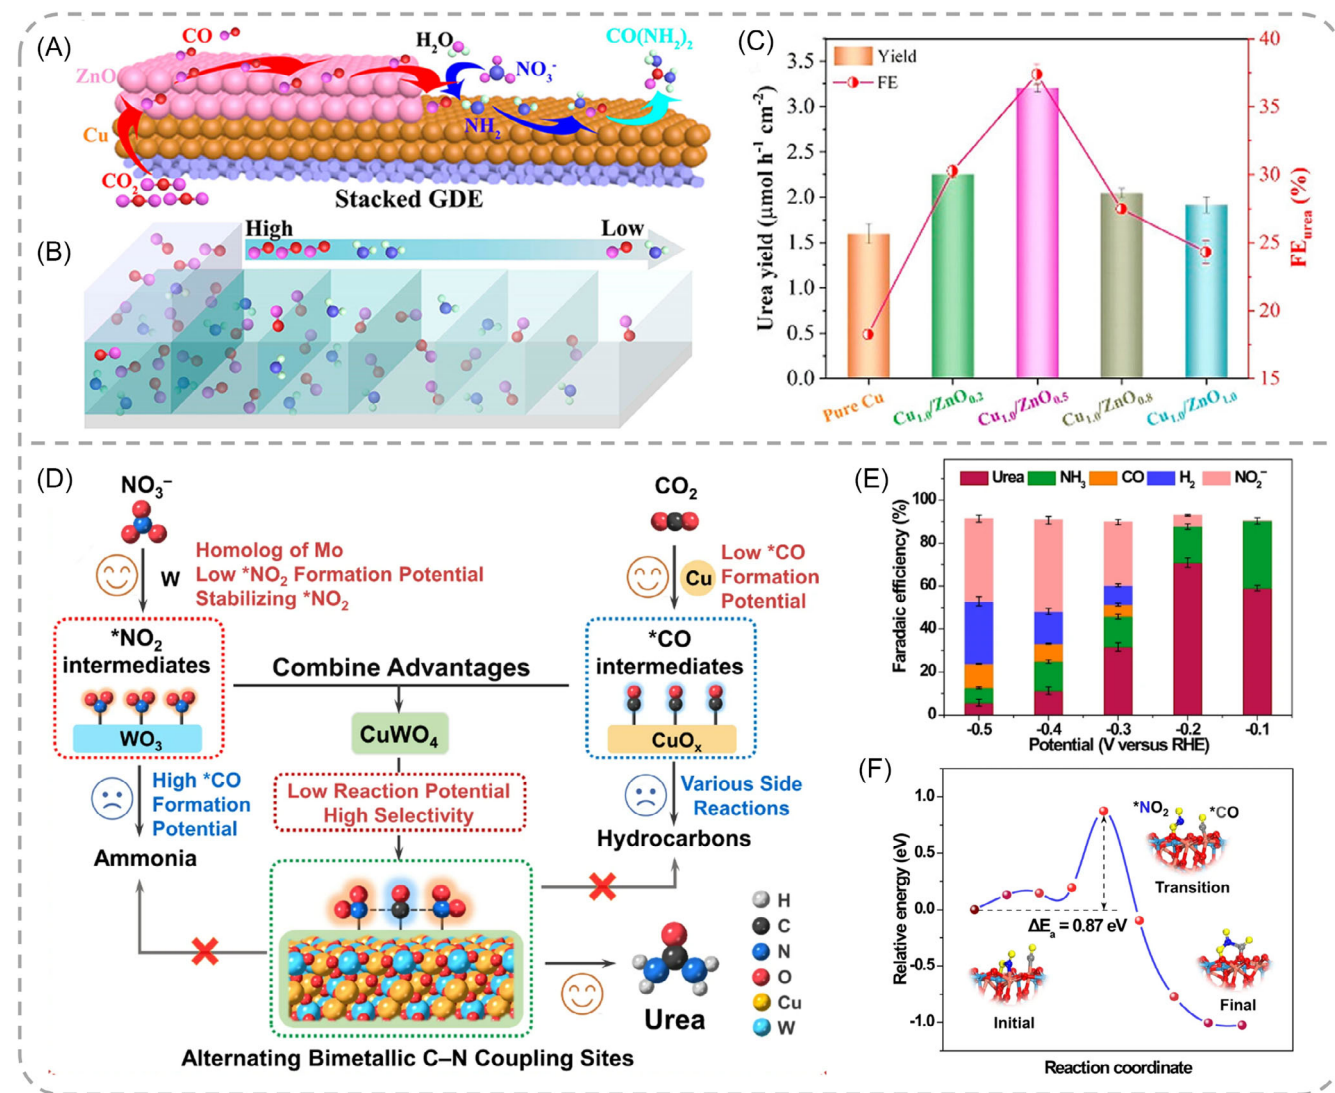 (A)
CO
ZnO
Cu
CO₂
H₂O
NO₃⁻
NH₂
CO(NH₂)₂
Stacked GDE
(B)
High
Low
(C)
Yield
FE
Urea yield (μmol h⁻¹ cm⁻²)
3.5
3.0
2.5
2.0
1.5
1.0
0.5
0.0
40
35
30
25
20
15
FE_urea (%)
Pure Cu
Cu₁.₀/ZnO₀.₂
Cu₁.₀/ZnO₀.₅
Cu₁.₀/ZnO₀.₈
Cu₁.₀/ZnO₁.₀
(D)
NO₃⁻
W
Homolog of Mo
Low *NO₂ Formation Potential
Stabilizing *NO₂
CO₂
Cu
Low *CO
Formation
Potential
*NO₂
intermediates
WO₃
Combine Advantages
CuWO₄
*CO
intermediates
CuOₓ
High *CO
Formation
Potential
Low Reaction Potential
High Selectivity
Various Side
Reactions
Ammonia
Hydrocarbons
H
C
N
O
Cu
W
Urea
Alternating Bimetallic C–N Coupling Sites
(E)
Urea NH₃ CO H₂ NO₂⁻
Faradaic efficiency (%)
100
80
60
40
20
0
-0.5 -0.4 -0.3 -0.2 -0.1
Potential (V versus RHE)
(F)
Relative energy (eV)
1.0
0.5
0.0
-0.5
-1.0
*NO₂ *CO
Transition
ΔEₐ = 0.87 eV
Initial
Final
Reaction coordinate